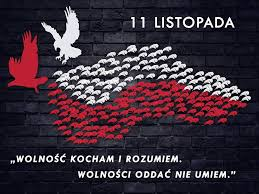 11 LISTOPADA
„WOLNOŚĆ KOCHAM I ROZUMIEM.
WOLNOŚCI ODDAĆ NIE UMIEM.”